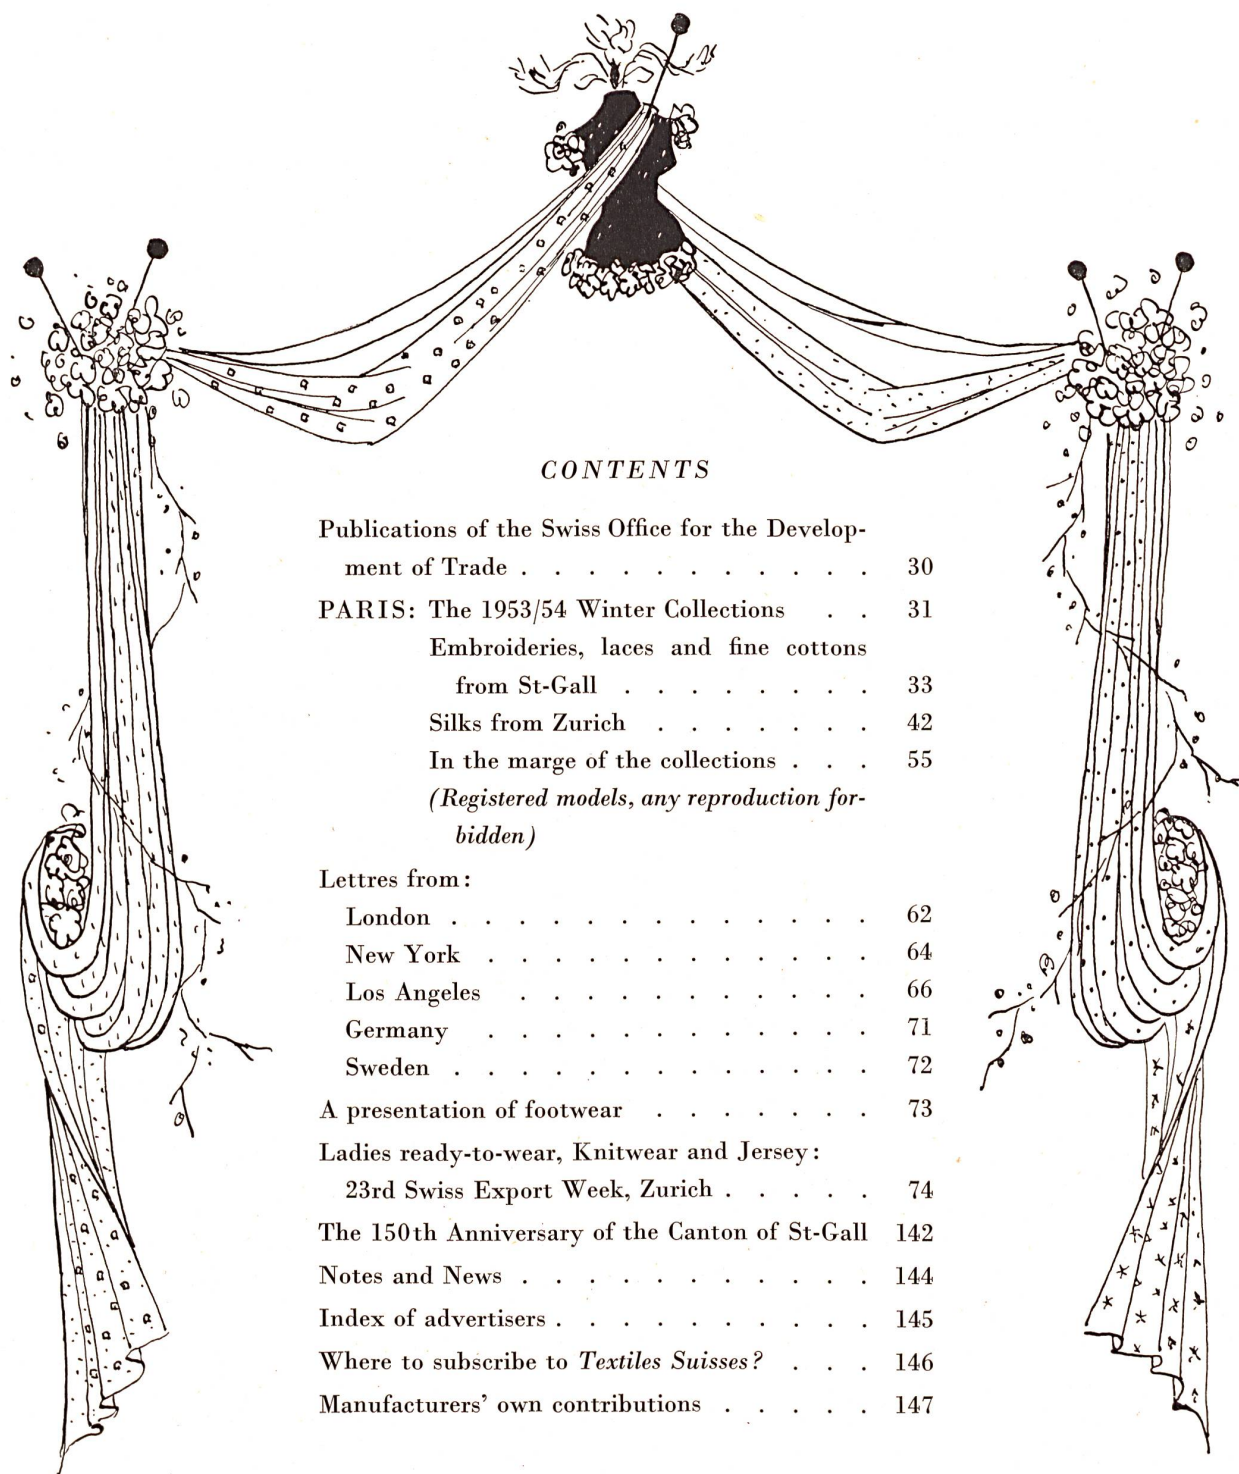 CONTENTS
Publications of the Swiss Office for the Develop-
ment of Trade . . . . . . . . . . . 30
PARIS: The 1953/54 Winter Collections . . 31
Embroideries, laces and fine cottons
from St-Gall . . . . . . . . 33
Silks from Zurich . . . . . . . 42
In the marge of the collections . . . 55
(Registered models, any reproduction for-
bidden)
Lettres from:
London . . . . . . . . . . . . . 62
New York . . . . . . . . . . . . 64
Los Angeles . . . . . . . . . . . 66
Germany . . . . . . . . . . . . 71
Sweden . . . . . . . . . . . . . 72
A presentation of footwear . . . . . . . 73
Ladies ready-to-wear, Knitwear and Jersey:
23rd Swiss Export Week, Zurich . . . . . 74
The 150th Anniversary of the Canton of St-Gall 142
Notes and News . . . . . . . . . . . 144
Index of advertisers . . . . . . . . . . 145
Where to subscribe to Textiles Suisses? . . . 146
Manufacturers' own contributions . . . . . 147